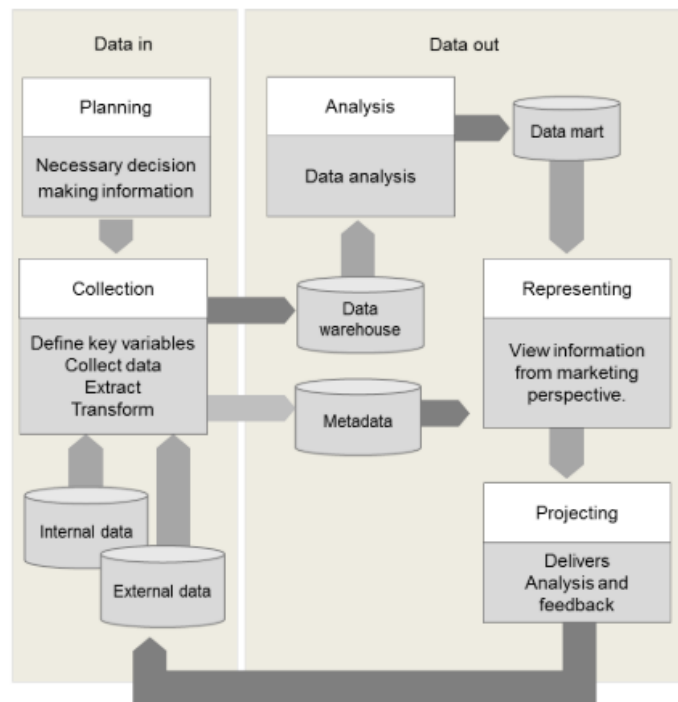 Data in
Planning
Necessary decision
making information
Collection
Define key variables
Collect data
Extract
Transform
Internal data
External data
Data out
Analysis
Data analysis
Data mart
Data
warehouse
Metadata
Representing
View information
from marketing
perspective.
Projecting
Delivers
Analysis and
feedback